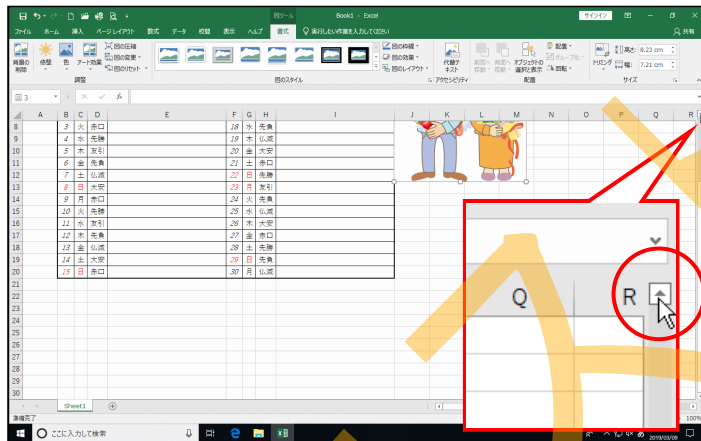 図ツール Book1 - Excel サインイン
ファイル ホーム 挿入 ページ レイアウト 数式 データ 校閲 表示 ヘルプ 書式 実行したい作業を入力してください 共有
背景の削除 修整 色 アート効果 図の圧縮 図の変更 図のリセット 図の枠線 図の効果 図のレイアウト 代替テキスト 前面へ移動 背面へ移動 オブジェクトの選択と表示 配置 グループ化 回転 トリミング 高さ: 8.23 cm 幅: 7.21 cm
調整 図のスタイル アクセシビリティ 配置 サイズ
図 3 fx
A B C D E F G H I J K L M N O P Q R
8 3 火 赤口 18 水 先負
9 4 水 先勝 19 木 仏滅
10 5 木 友引 20 金 大安
11 6 金 先負 21 土 赤口
12 7 土 仏滅 22 日 先勝
13 8 日 大安 23 月 友引
14 9 月 赤口 24 火 先負
15 10 火 先勝 25 水 仏滅
16 11 水 友引 26 木 大安
17 12 木 先負 27 金 赤口
18 13 金 仏滅 28 土 先勝
19 14 土 大安 29 日 先負
20 15 日 赤口 30 月 仏滅
21
22
23
24
25
26
27
28
29
30
Q R
Sheet1
準備完了 100%
ここに入力して検索 2019/03/09